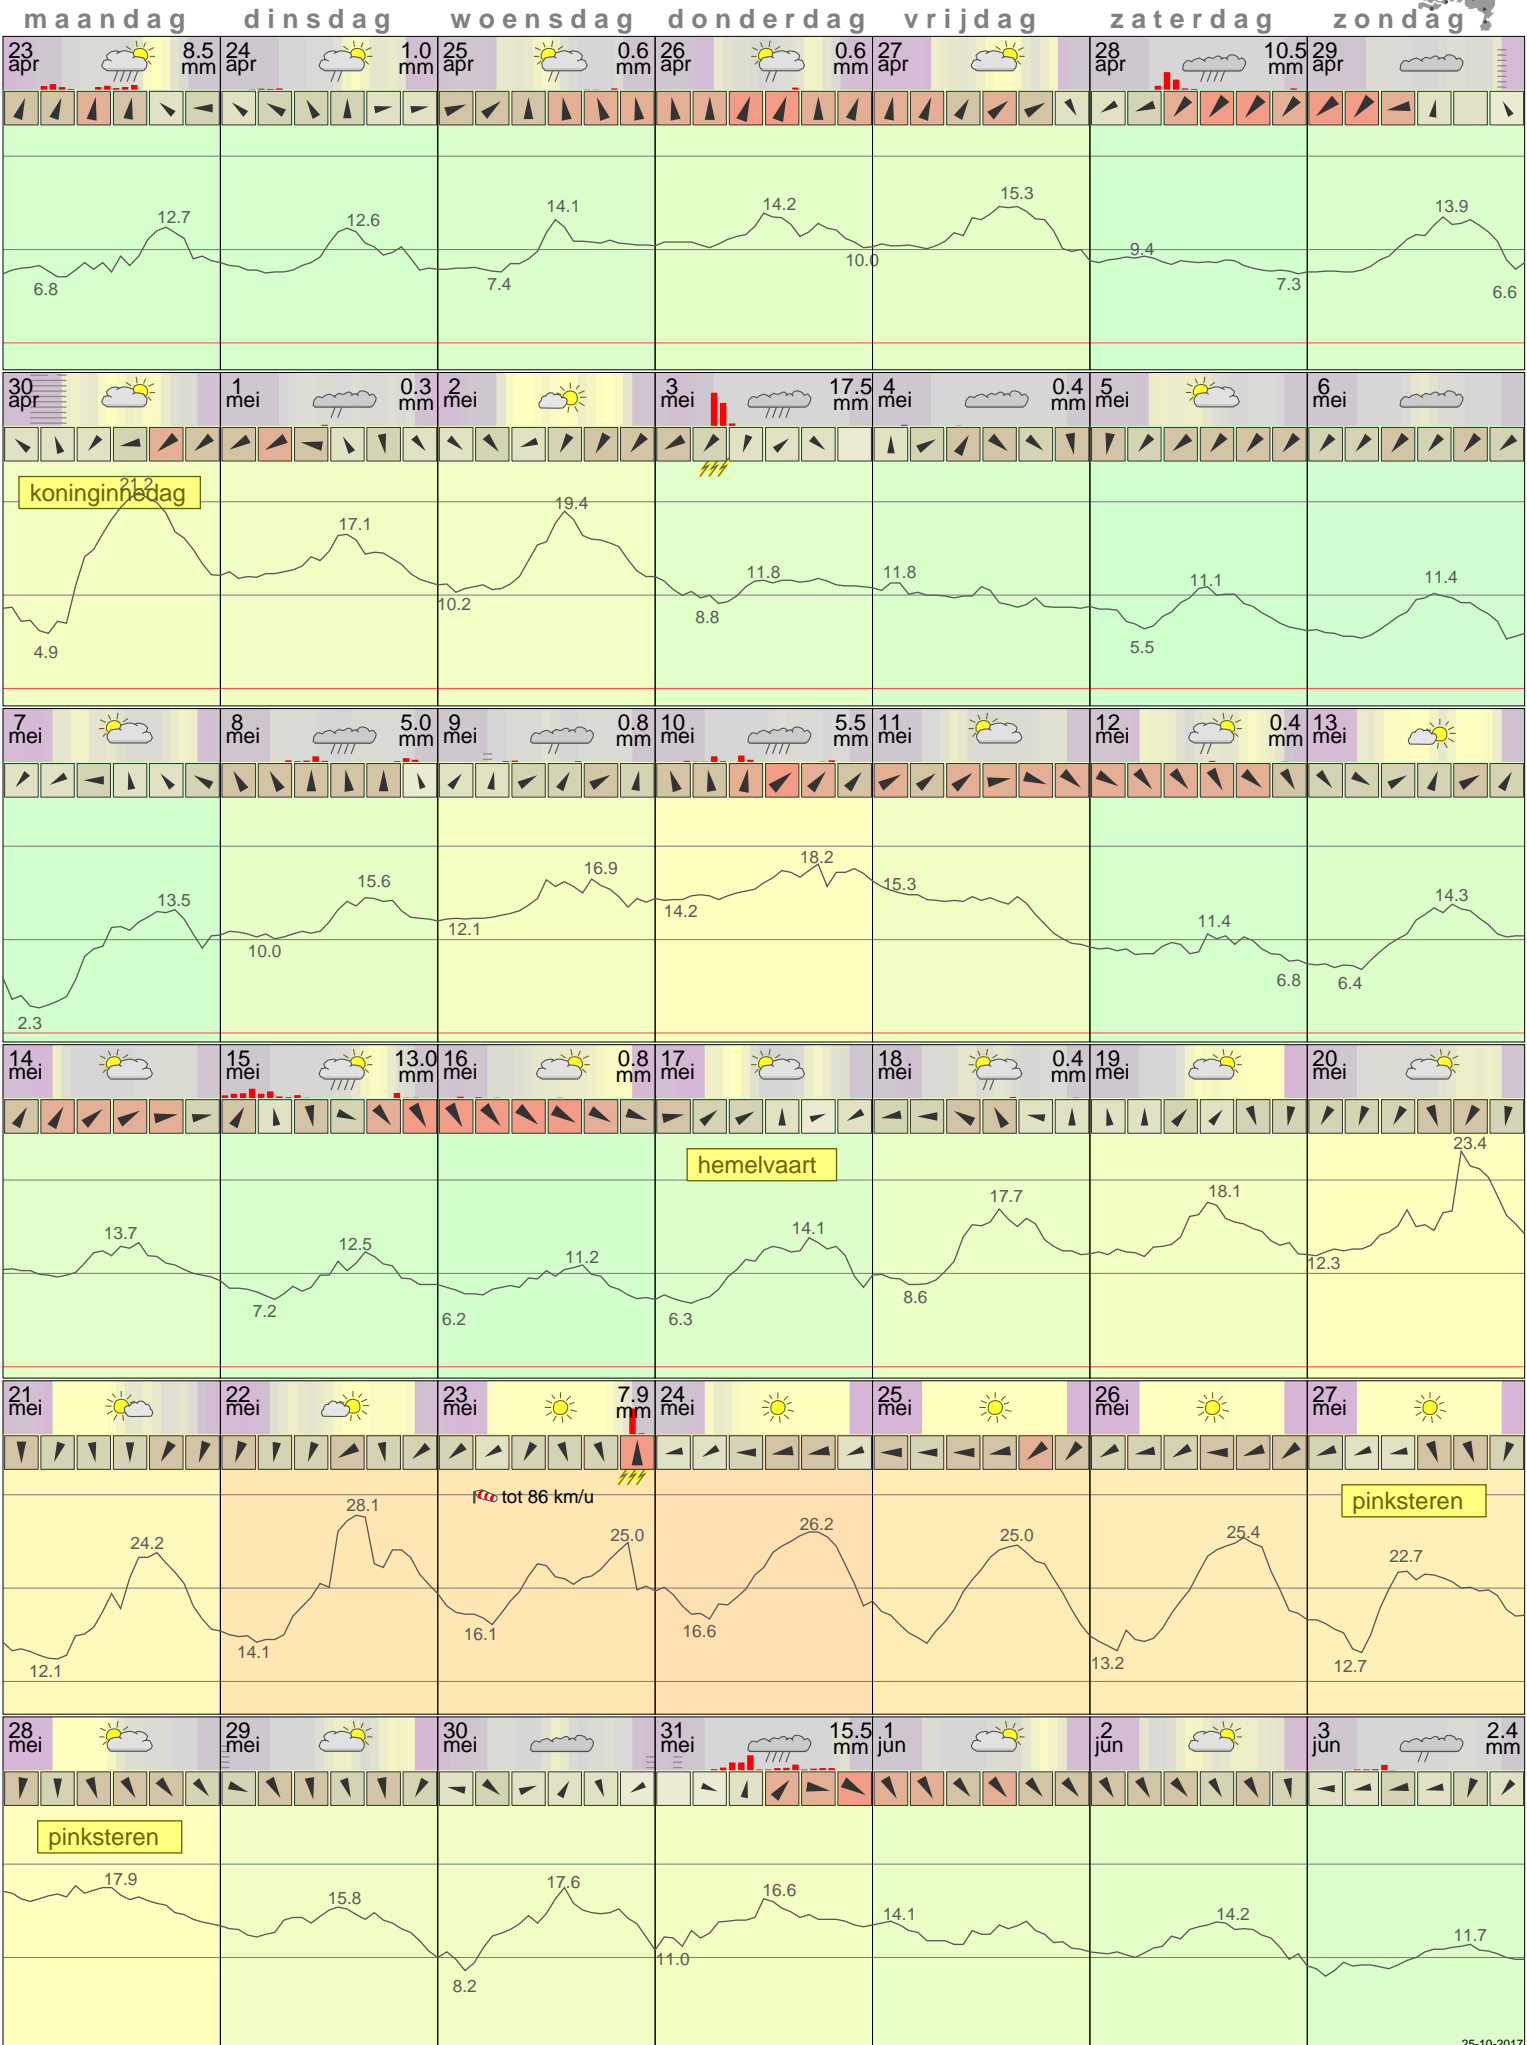 maandag dinsdag woensdag donderdag vrijdag zaterdag zondag
23 apr 8.5 mm 24 apr 1.0 mm 25 apr 0.6 mm 26 apr 0.6 mm 27 apr 28 apr 10.5 mm 29 apr
6.8 12.7 12.6 7.4 14.1 14.2 10.0 15.3 9.4 7.3 13.9 6.6
30 apr 1 mei 0.3 mm 2 mei 3 mei 17.5 mm 4 mei 0.4 mm 5 mei 6 mei
koninginnedag
4.9 21.2 17.1 10.2 19.4 8.8 11.8 11.8 5.5 11.1 11.4
7 mei 8 mei 5.0 mm 9 mei 0.8 mm 10 mei 5.5 mm 11 mei 12 mei 0.4 mm 13 mei
2.3 13.5 10.0 15.6 12.1 16.9 14.2 18.2 15.3 11.4 6.8 6.4 14.3
14 mei 15 mei 13.0 mm 16 mei 0.8 mm 17 mei 18 mei 0.4 mm 19 mei 20 mei
hemelvaart
13.7 7.2 12.5 6.2 11.2 6.3 14.1 8.6 17.7 18.1 12.3 23.4
21 mei 22 mei 23 mei 7.9 mm 24 mei 25 mei 26 mei 27 mei
tot 86 km/u pinksteren
12.1 24.2 14.1 28.1 16.1 25.0 16.6 26.2 25.0 13.2 25.4 12.7 22.7
28 mei 29 mei 30 mei 31 mei 15.5 mm 1 jun 2 jun 3 jun 2.4 mm
pinksteren
17.9 15.8 8.2 17.6 11.0 16.6 14.1 14.2 11.7
25-10-2017